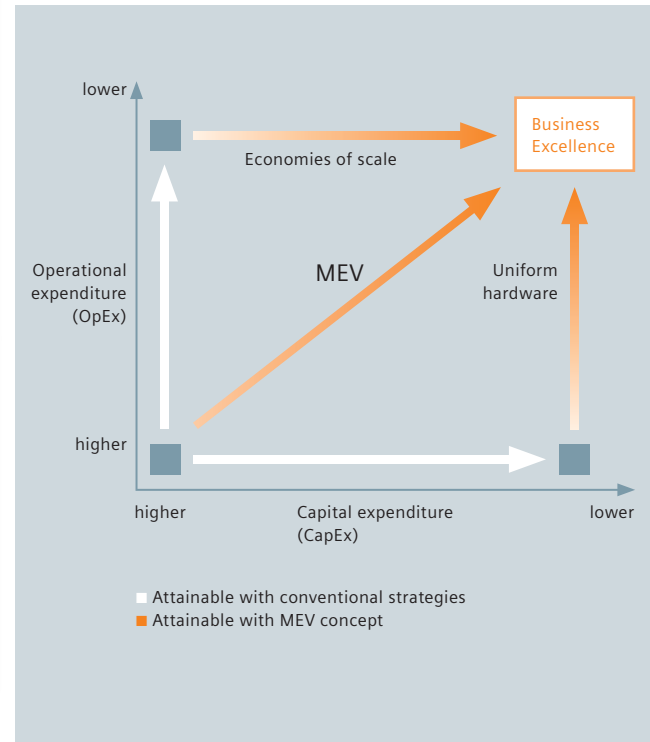 lower
Business
Excellence
Economies of scale
Operational
expenditure
(OpEx)
MEV
Uniform
hardware
higher
higher
Capital expenditure
(CapEx)
lower
Attainable with conventional strategies
Attainable with MEV concept